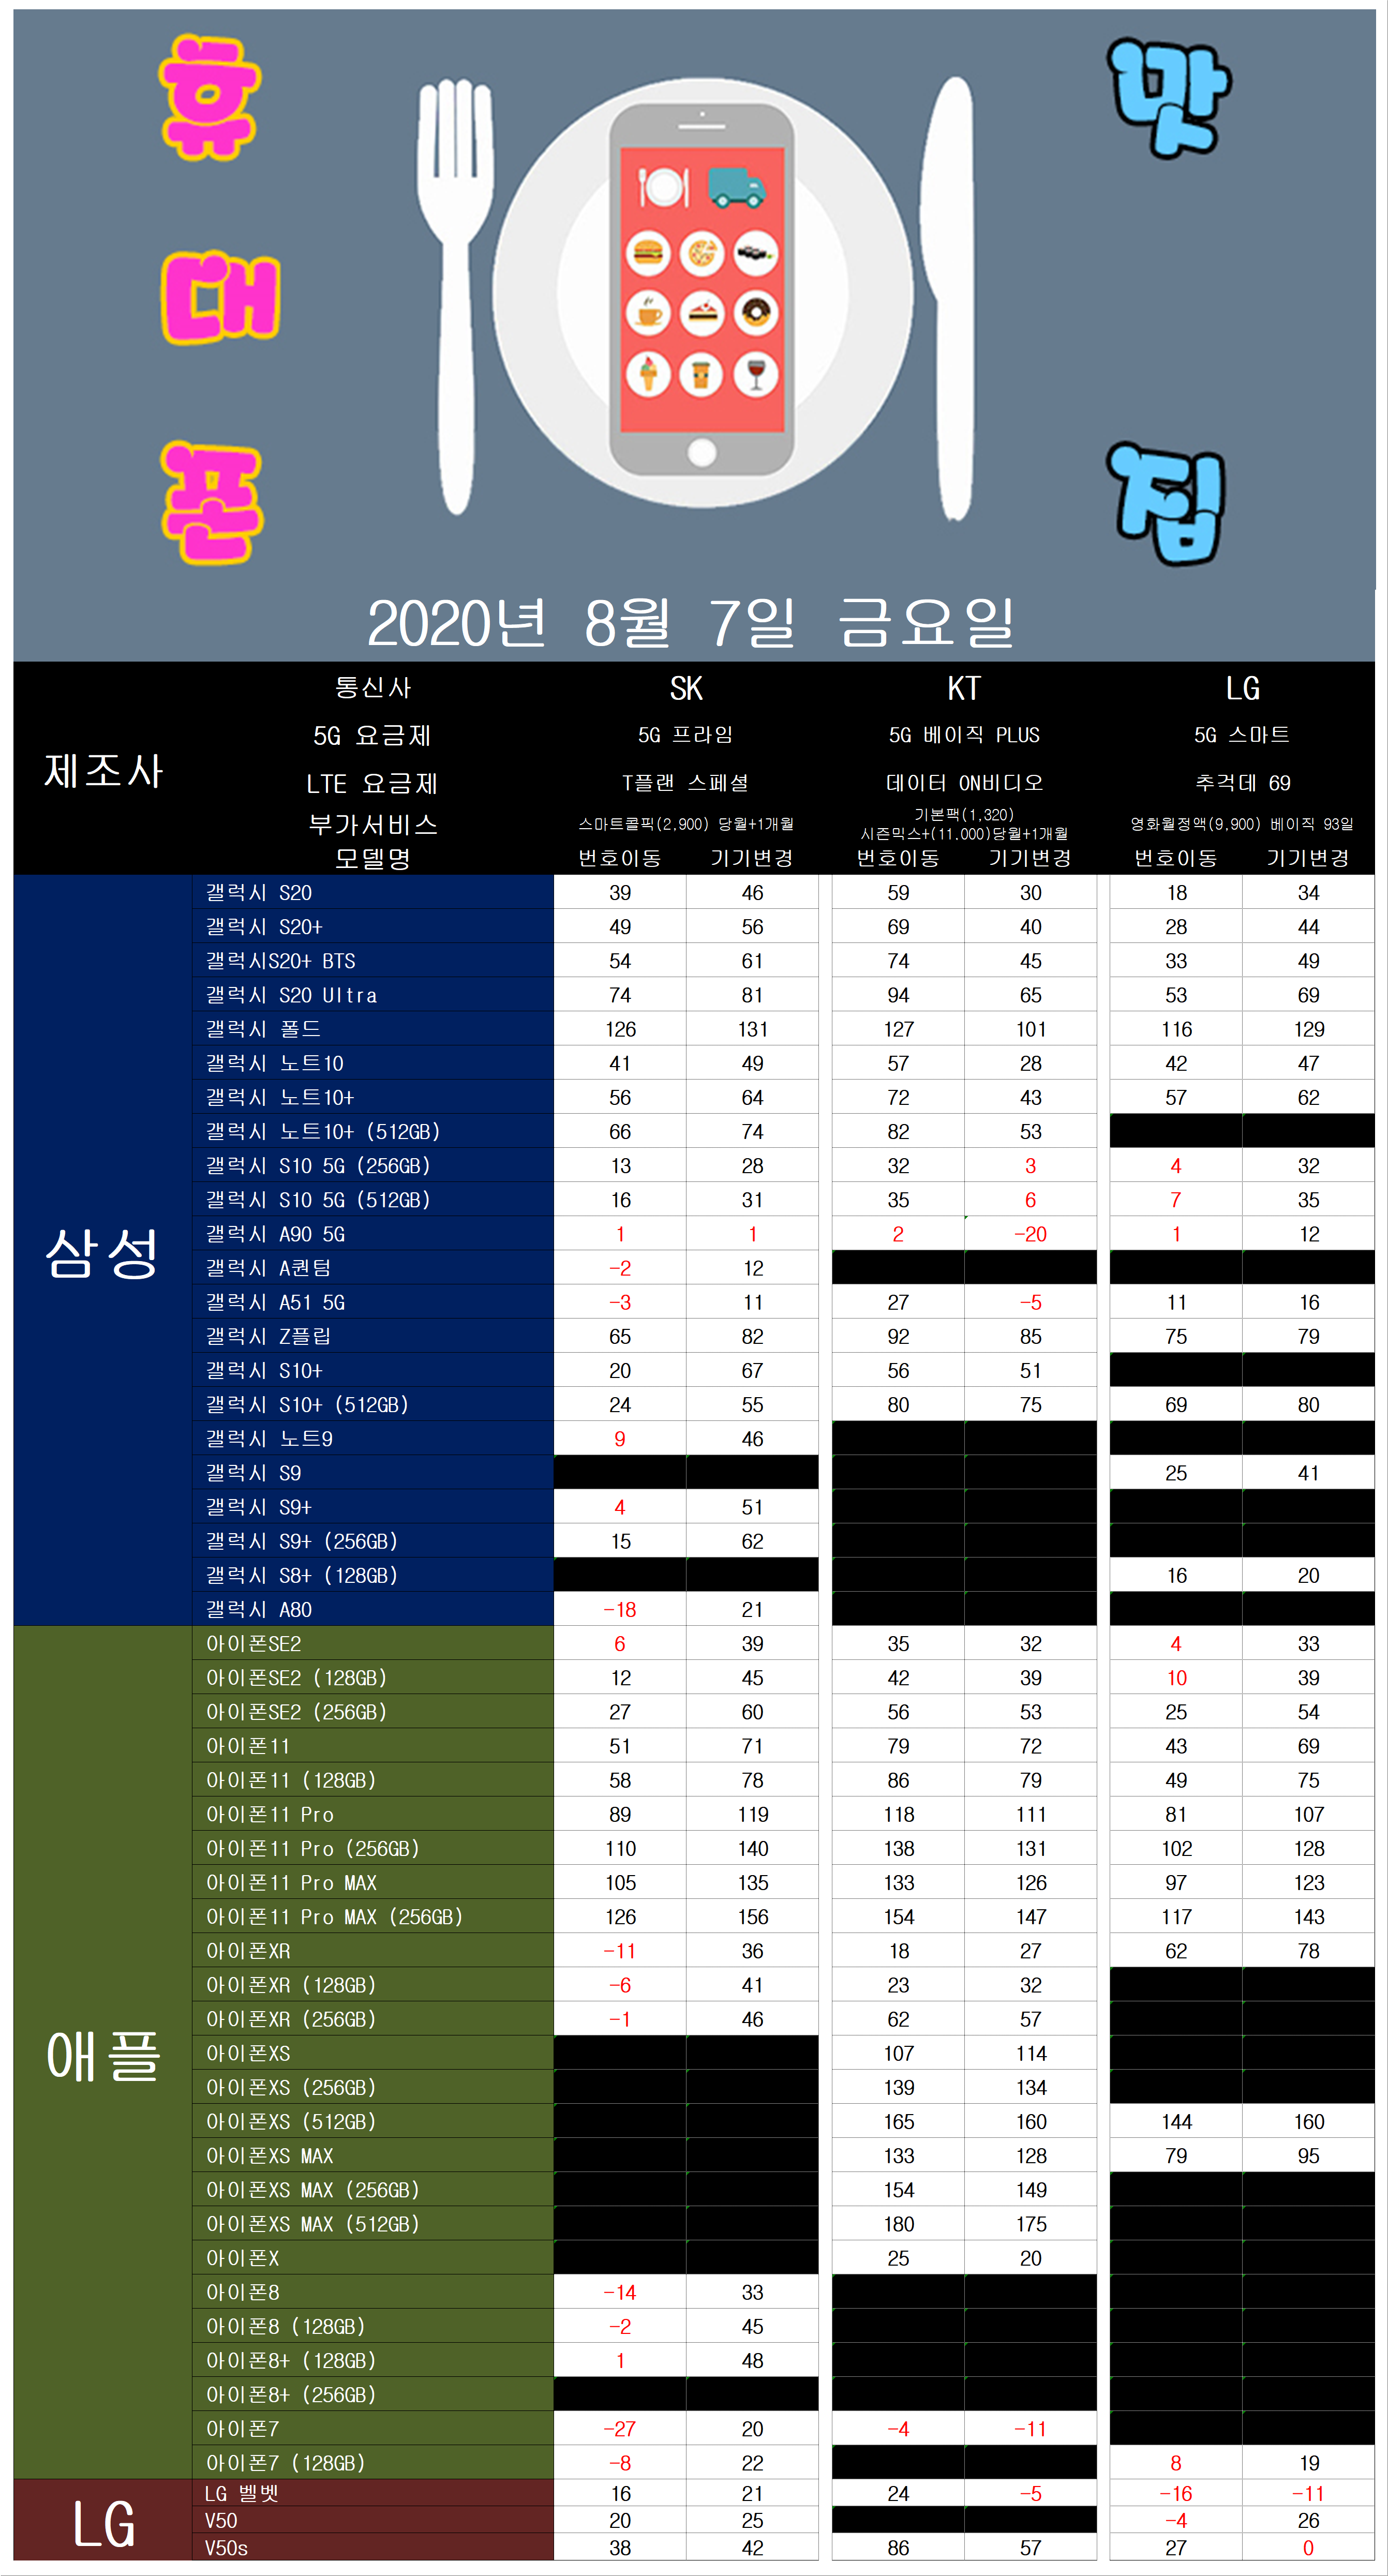 휴 맛
대
폰 집
2020년 8월 7일 금요일
제조사
통신사 SK KT LG
5G 요금제 5G 프라임 5G 베이직 PLUS 5G 스마트
LTE 요금제 T플랜 스페셜 데이터 ON비디오 추걱데 69
부가서비스 스마트콜픽(2,900) 당월+1개월 기본팩(1,320) 영화월정액(9,900) 베이직 93일
시즌믹스+(11.000)당월+1개월
모델명 번호이동 기기변경 번호이동 기기변경 번호이동 기기변경
삼성
갤럭시 S20 39 46 59 30 18 34
갤럭시 S20+ 49 56 69 40 28 44
갤럭시S20+ BTS 54 61 74 45 33 49
갤럭시 S20 Ultra 74 81 94 65 53 69
갤럭시 폴드 126 131 127 101 116 129
갤럭시 노트10 41 49 57 28 42 47
갤럭시 노트10+ 56 64 72 43 57 62
갤럭시 노트10+ (512GB) 66 74 82 53
갤럭시 S10 5G (256GB) 13 28 32 3 4 32
갤럭시 S10 5G (512GB) 16 31 35 6 7 35
갤럭시 A90 5G 1 1 2 -20 1 12
갤럭시 A퀀텀 -2 12
갤럭시 A51 5G -3 11 27 -5 11 16
갤럭시 Z플립 65 82 92 85 75 79
갤럭시 S10+ 20 67 56 51
갤럭시 S10+ (512GB) 24 55 80 75 69 80
갤럭시 노트9 9 46
갤럭시 S9 25 41
갤럭시 S9+ 4 51
갤럭시 S9+ (256GB) 15 62
갤럭시 S8+ (128GB) 16 20
갤럭시 A80 -18 21
애플
아이폰SE2 6 39 35 32 4 33
아이폰SE2 (128GB) 12 45 42 39 10 39
아이폰SE2 (256GB) 27 60 56 53 25 54
아이폰11 51 71 79 72 43 69
아이폰11 (128GB) 58 78 86 79 49 75
아이폰11 Pro 89 119 118 111 81 107
아이폰11 Pro (256GB) 110 140 138 131 102 128
아이폰11 Pro MAX 105 135 133 126 97 123
아이폰11 Pro MAX (256GB) 126 156 154 147 117 143
아이폰XR -11 36 18 27 62 78
아이폰XR (128GB) -6 41 23 32
아이폰XR (256GB) -1 46 62 57
아이폰XS 107 114
아이폰XS (256GB) 139 134
아이폰XS (512GB) 165 160 144 160
아이폰XS MAX 133 128 79 95
아이폰XS MAX (256GB) 154 149
아이폰XS MAX (512GB) 180 175
아이폰X 25 20
아이폰8 -14 33
아이폰8 (128GB) -2 45
아이폰8+ (128GB) 1 48
아이폰8+ (256GB)
아이폰7 -27 20 -4 -11
아이폰7 (128GB) -8 22 8 19
LG
LG 벨벳 16 21 24 -5 -16 -11
V50 20 25 -4 26
V50s 38 42 86 57 27 0